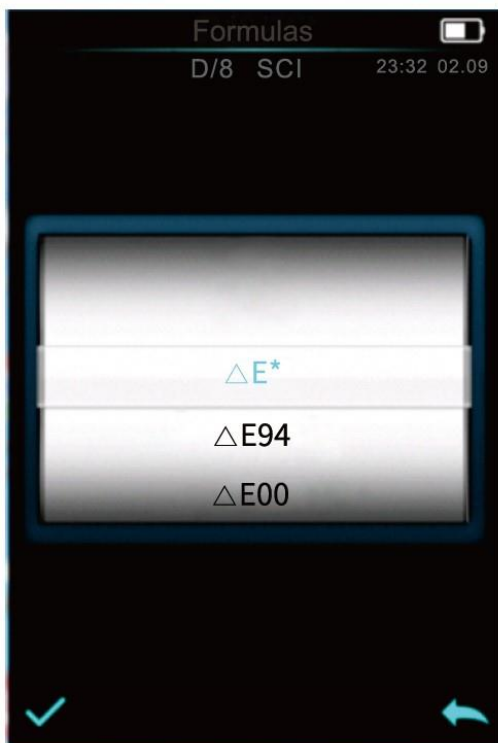 Formulas
D/8 SCI 23:32 02.09
△E*
△E94
△E00